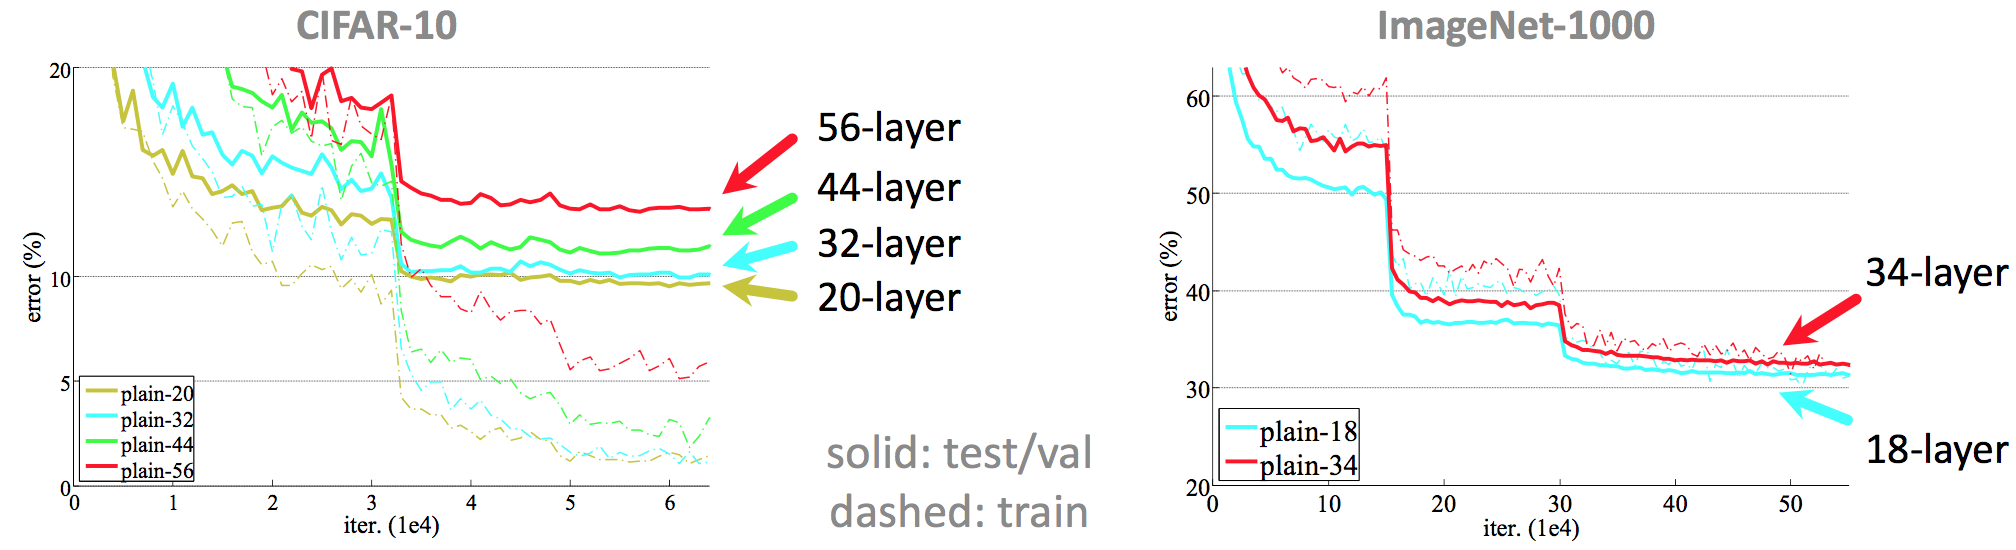 CIFAR-10
20
10
5
0
error (%)
0
1
2
3
4
5
6
iter. (1e4)
plain-20
plain-32
plain-44
plain-56
56-layer
44-layer
32-layer
20-layer
solid: test/val
dashed: train
ImageNet-1000
60
50
40
30
20
error (%)
0
10
20
30
40
50
iter. (1e4)
plain-18
plain-34
34-layer
18-layer